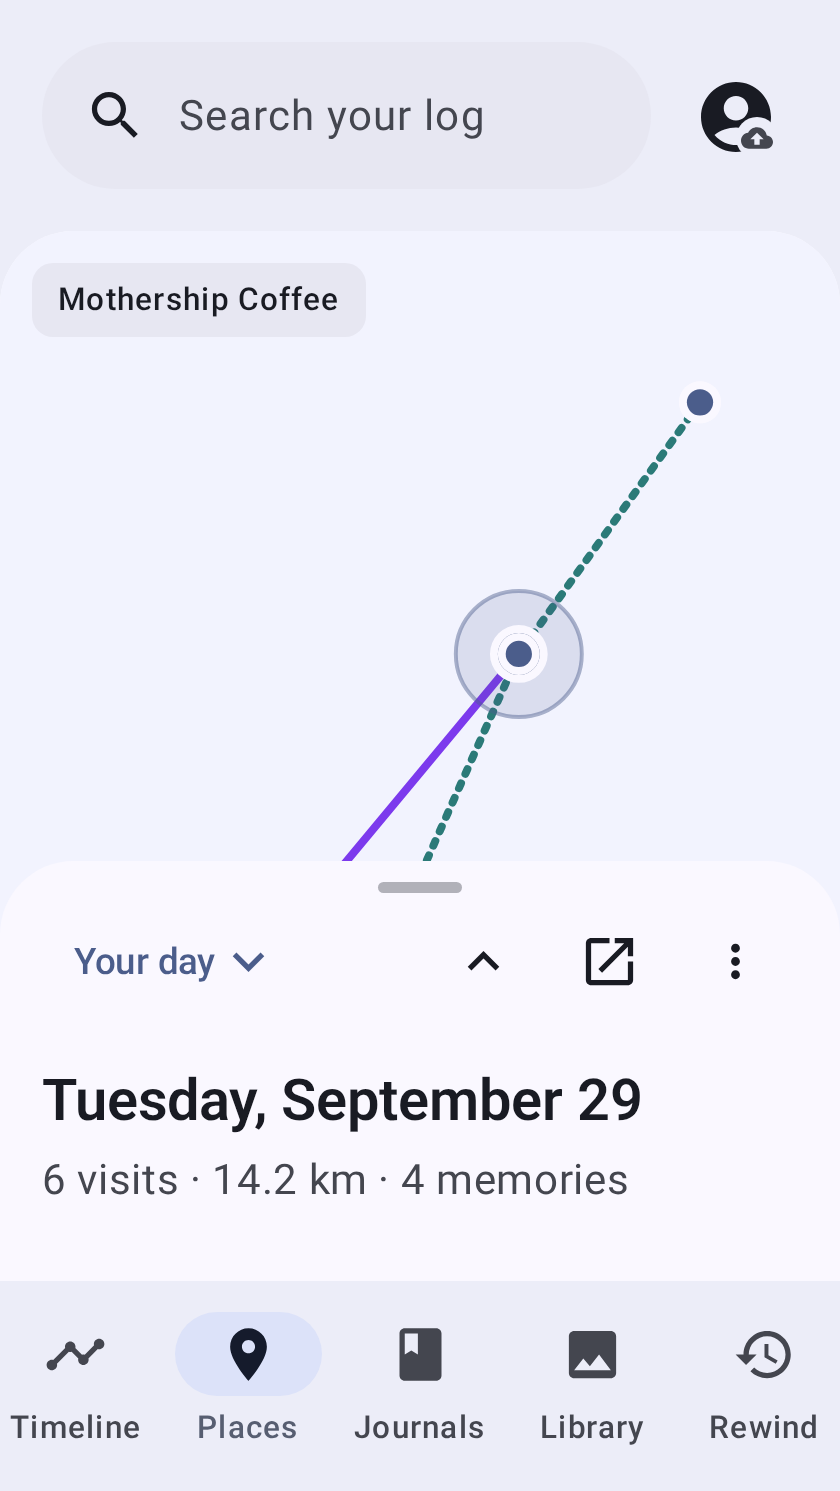 Search your log
Mothership Coffee
Your day
Tuesday, September 29
6 visits · 14.2 km · 4 memories
Timeline
Places
Journals
Library
Rewind